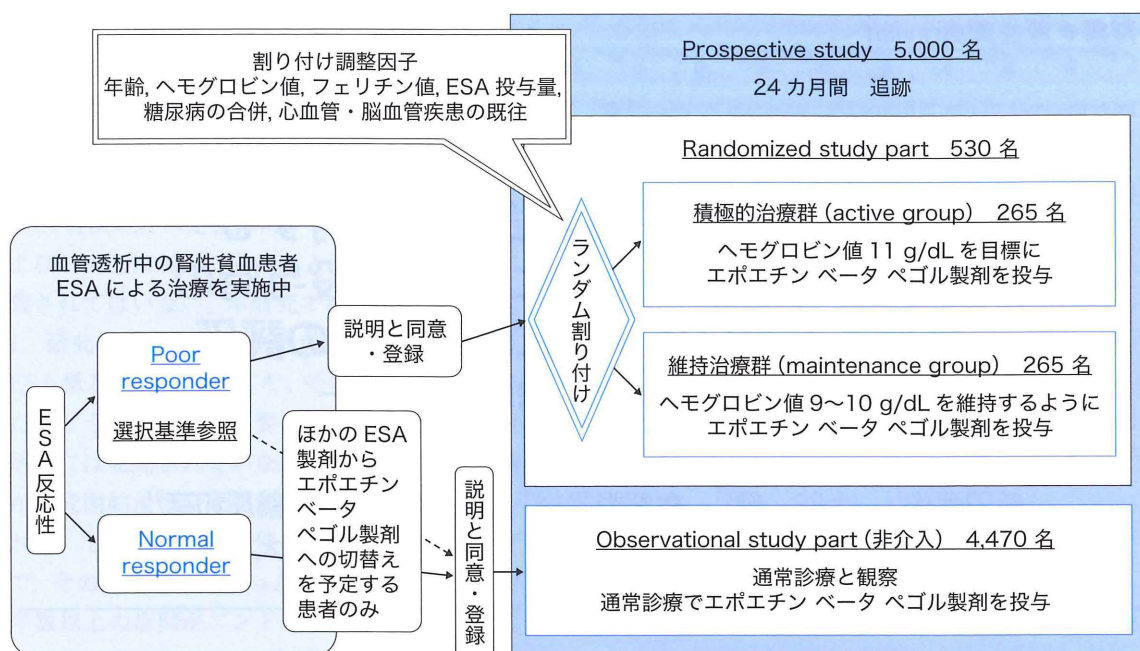 割り付け調整因子
年齢, ヘモグロビン値, フェリチン値, ESA 投与量,
糖尿病の合併, 心血管・脳血管疾患の既往
Prospective study 5,000 名
24 カ月間 追跡
Randomized study part 530 名
積極的治療群 (active group) 265 名
ヘモグロビン値 11 g/dL を目標に
エポエチン ベータ ペゴル製剤を投与
ランダム割り付け
維持治療群 (maintenance group) 265 名
ヘモグロビン値 9〜10 g/dL を維持するように
エポエチン ベータ ペゴル製剤を投与
血管透析中の腎性貧血患者
ESA による治療を実施中
説明と同意
・登録
Poor
responder
選択基準参照
ESA 反応性
Normal
responder
ほかの ESA
製剤から
エポエチン
ベータ
ペゴル製剤
への切替え
を予定する
患者のみ
説明と同意・登録
Observational study part (非介入) 4,470 名
通常診療と観察
通常診療でエポエチン ベータ ペゴル製剤を投与